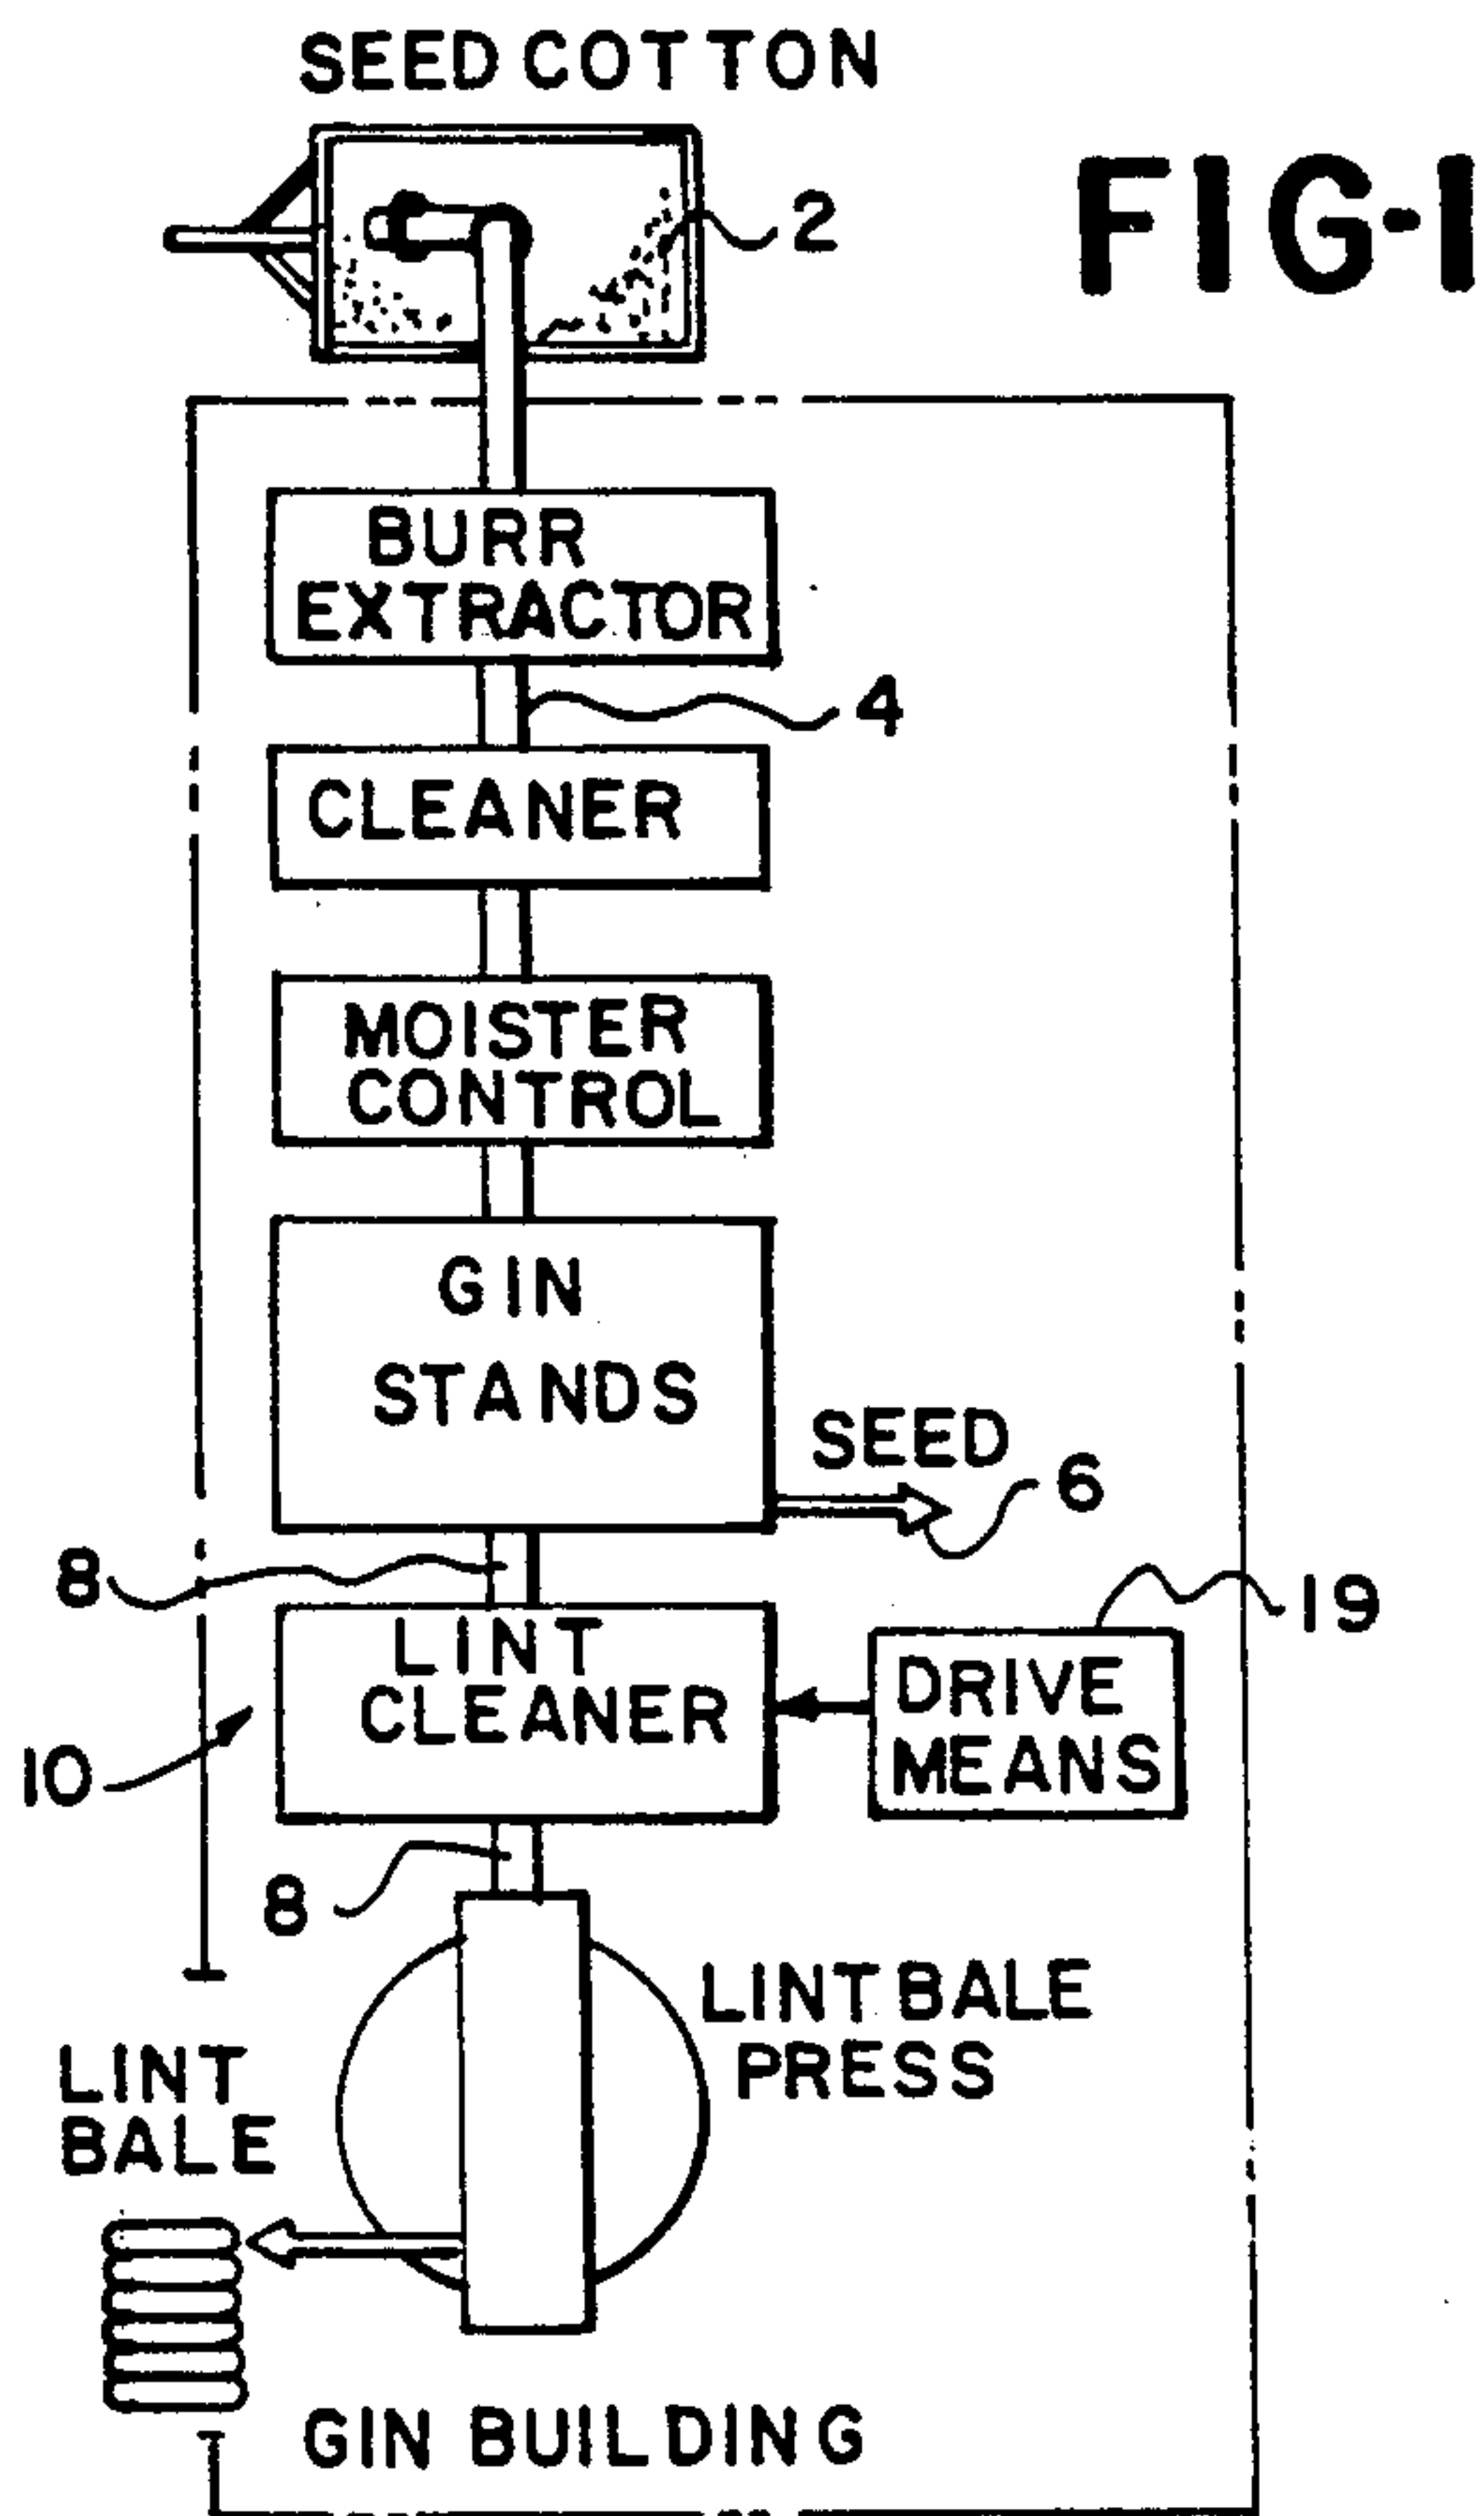 SEED COTTON
FIG-1
2
BURR
EXTRACTOR
4
CLEANER
MOISTER
CONTROL
GIN
STANDS
SEED
6
8
19
LINT
CLEANER
DRIVE
MEANS
10
8
LINT BALE
PRESS
LINT
BALE
GIN BUILDING